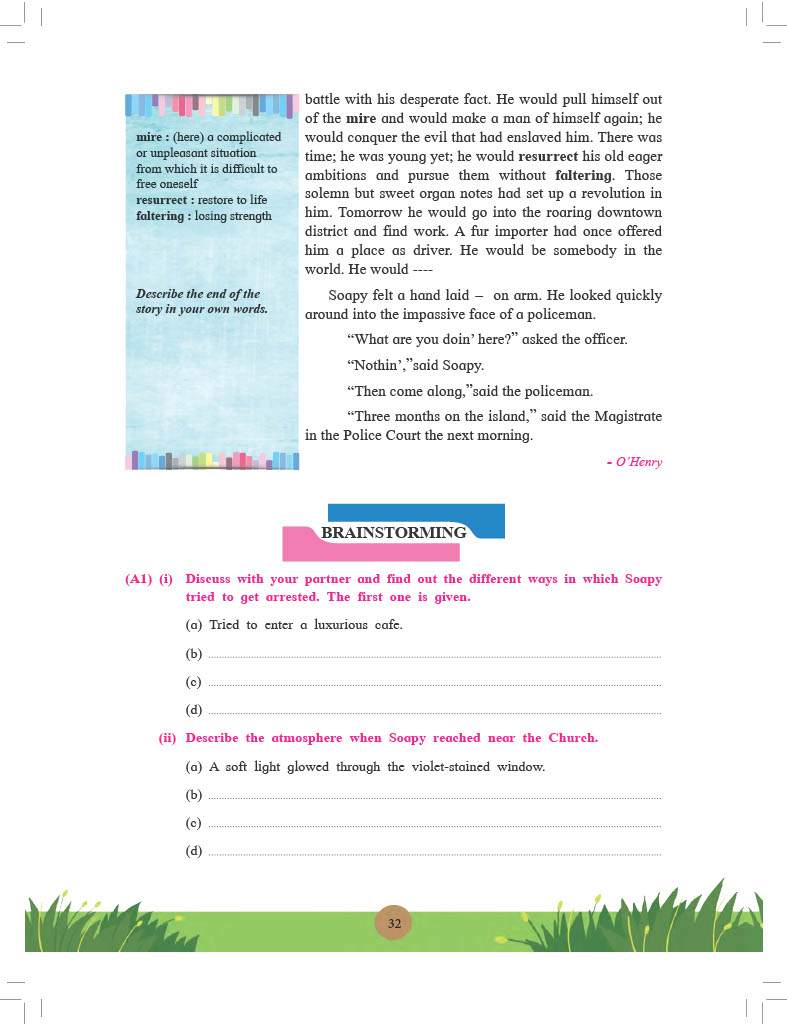 mire : (here) a complicated
or unpleasant situation
from which it is difficult to
free oneself
resurrect : restore to life
faltering : losing strength
Describe the end of the
story in your own words.
battle with his desperate fact. He would pull himself out
of the mire and would make a man of himself again; he
would conquer the evil that had enslaved him. There was
time; he was young yet; he would resurrect his old eager
ambitions and pursue them without faltering. Those
solemn but sweet organ notes had set up a revolution in
him. Tomorrow he would go into the roaring downtown
district and find work. A fur importer had once offered
him a place as driver. He would be somebody in the
world. He would ----
Soapy felt a hand laid – on arm. He looked quickly
around into the impassive face of a policeman.
“What are you doin’ here?” asked the officer.
“Nothin’,”said Soapy.
“Then come along,”said the policeman.
“Three months on the island,” said the Magistrate
in the Police Court the next morning.
- O’Henry
BRAINSTORMING
(A1) (i) Discuss with your partner and find out the different ways in which Soapy
tried to get arrested. The first one is given.
(a) Tried to enter a luxurious cafe.
(b)
(c)
(d)
(ii) Describe the atmosphere when Soapy reached near the Church.
(a) A soft light glowed through the violet-stained window.
(b)
(c)
(d)
32